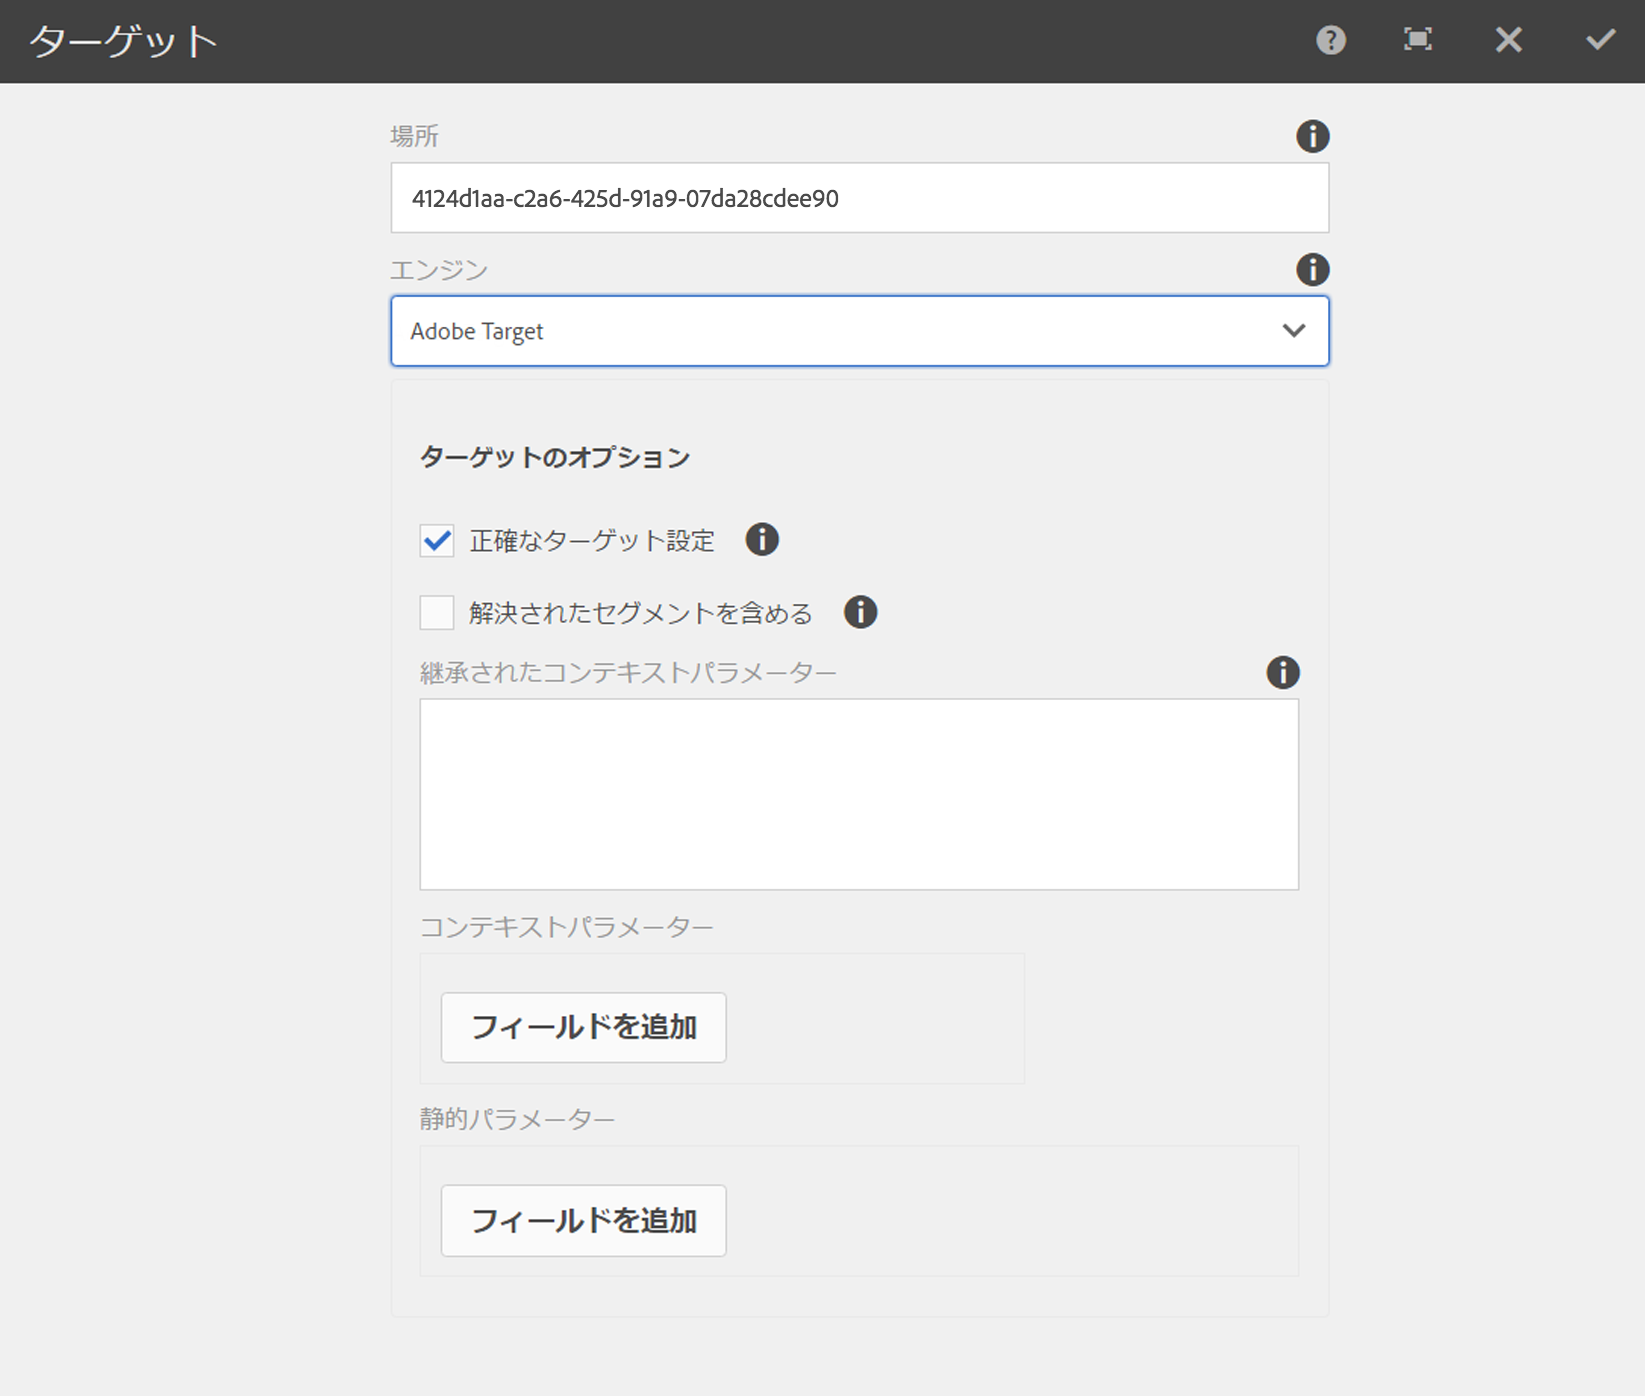 ターゲット
場所
4124d1aa-c2a6-425d-91a9-07da28cdee90
エンジン
Adobe Target
ターゲットのオプション
正確なターゲット設定
解決されたセグメントを含める
継承されたコンテキストパラメーター
コンテキストパラメーター
フィールドを追加
静的パラメーター
フィールドを追加